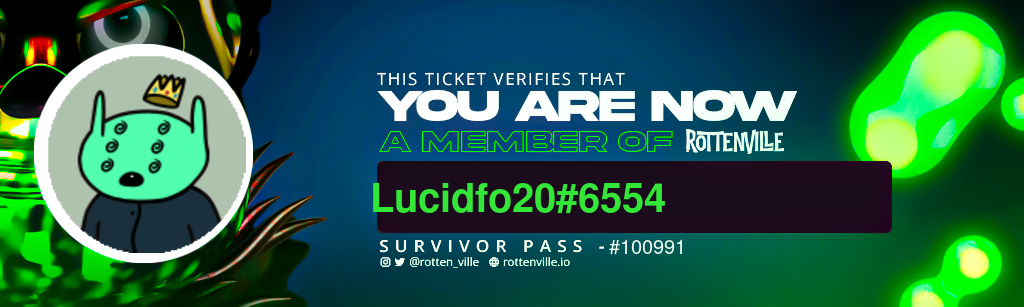 THIS TICKET VERIFIES THAT
YOU ARE NOW
A MEMBER OF ROTTENVILLE
Lucidfo20#6554
SURVIVOR PASS - #100991
@rotten_ville rottenville.io